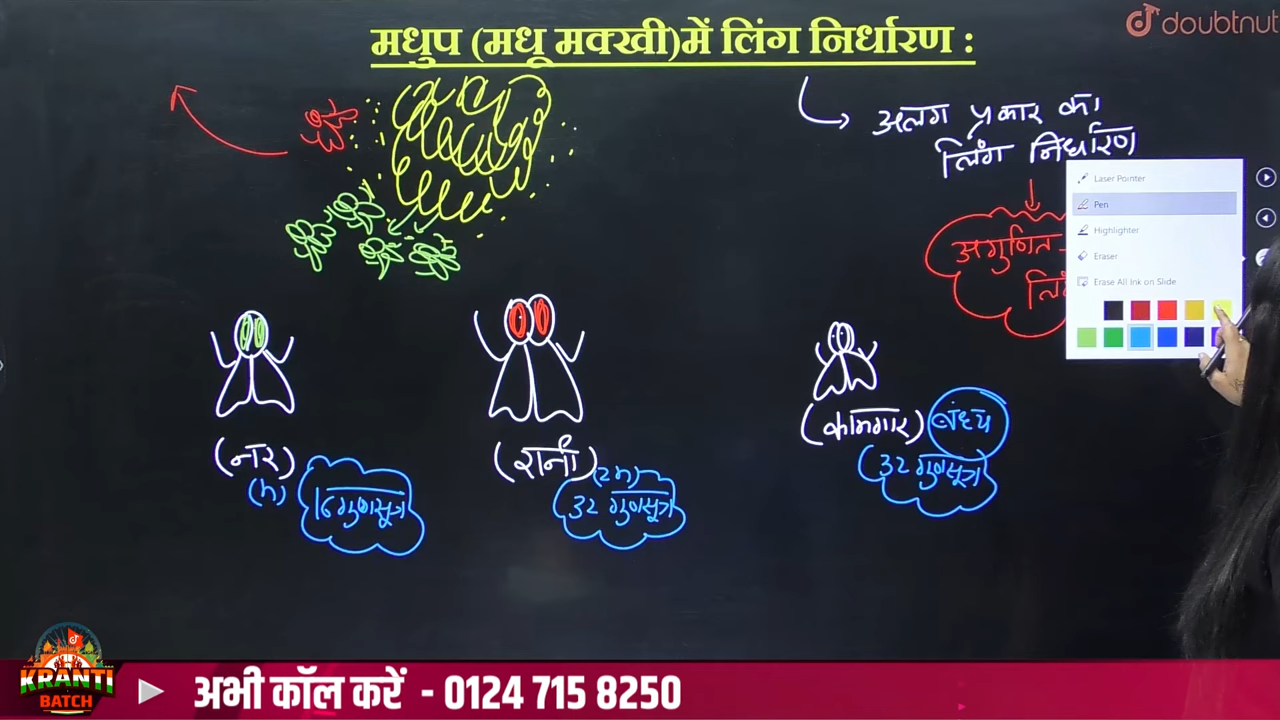 doubtnut
मधुप (मधू मक्खी)में लिंग निर्धारण :
अलग प्रकार का
लिंग निर्धारण
अगुणित -
लिं
Laser Pointer
Pen
Highlighter
Eraser
Erase All Ink on Slide
(नर)
(n)
16 गुणसूत्र
(रानी)
(2n)
32 गुणसूत्र
(कामगार) बंध्य
32 गुणसूत्र
KRANTI
BATCH
अभी कॉल करें - 0124 715 8250